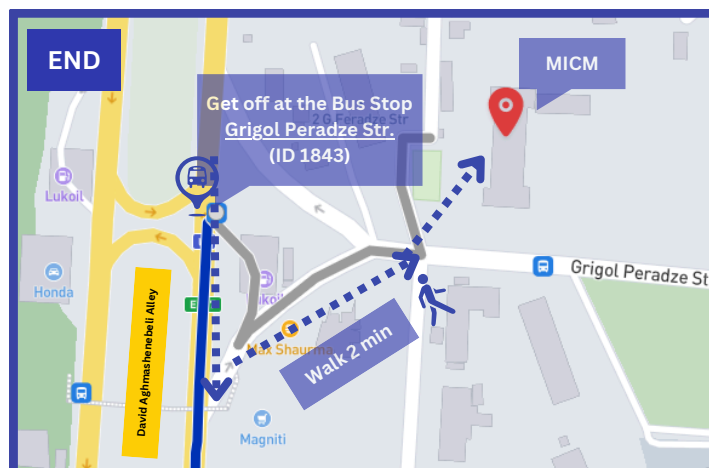 END
MICM
Get off at the Bus Stop
2 G Feradze Str
Grigol Peradze Str.
(ID 1843)
Lukoil
Lukoil
Honda
Grigol Peradze St
David Aghmashenebeli Alley
Max Shaurma
Walk 2 min
Magniti